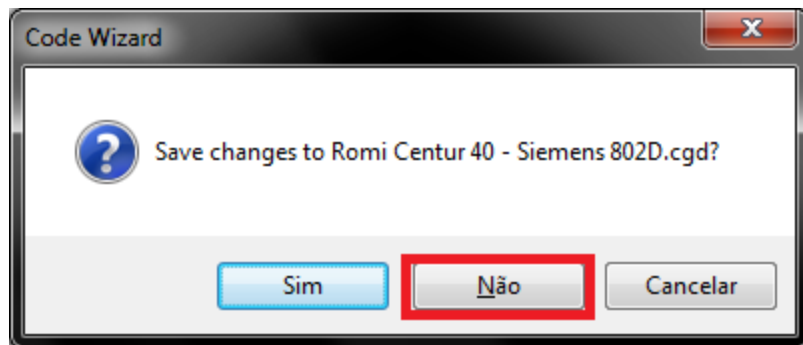 Code Wizard
Save changes to Romi Centur 40 - Siemens 802D.cgd?
Sim Não Cancelar